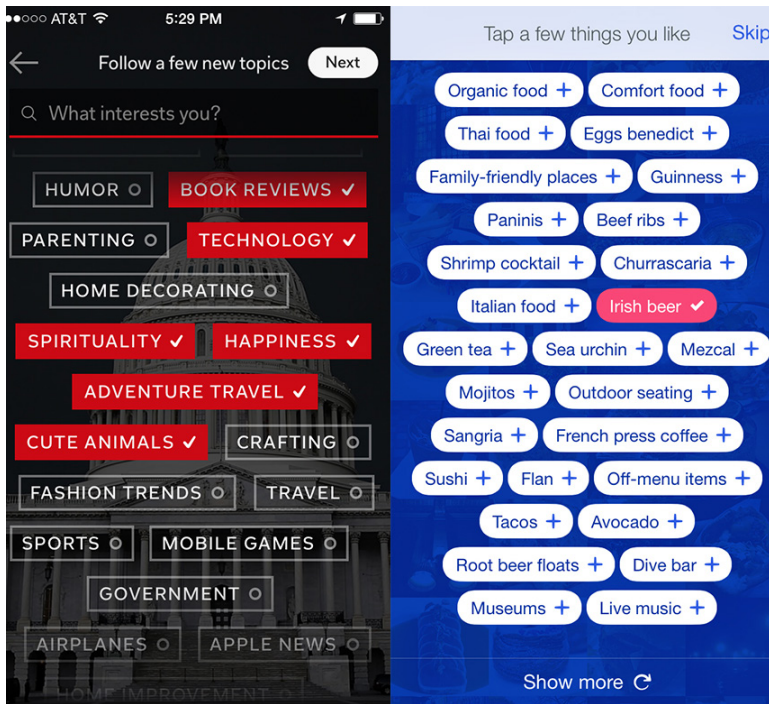 AT&T 5:29 PM
Follow a few new topics Next
What interests you?
HUMOR BOOK REVIEWS
PARENTING TECHNOLOGY
HOME DECORATING
SPIRITUALITY HAPPINESS
ADVENTURE TRAVEL
CUTE ANIMALS CRAFTING
FASHION TRENDS TRAVEL
SPORTS MOBILE GAMES
GOVERNMENT
AIRPLANES APPLE NEWS
HOME IMPROVEMENT
Tap a few things you like Skip
Organic food + Comfort food +
Thai food + Eggs benedict +
Family-friendly places + Guinness +
Paninis + Beef ribs +
Shrimp cocktail + Churrascaria +
Italian food + Irish beer
Green tea + Sea urchin + Mezcal +
Mojitos + Outdoor seating +
Sangria + French press coffee +
Sushi + Flan + Off-menu items +
Tacos + Avocado +
Root beer floats + Dive bar +
Museums + Live music +
Show more